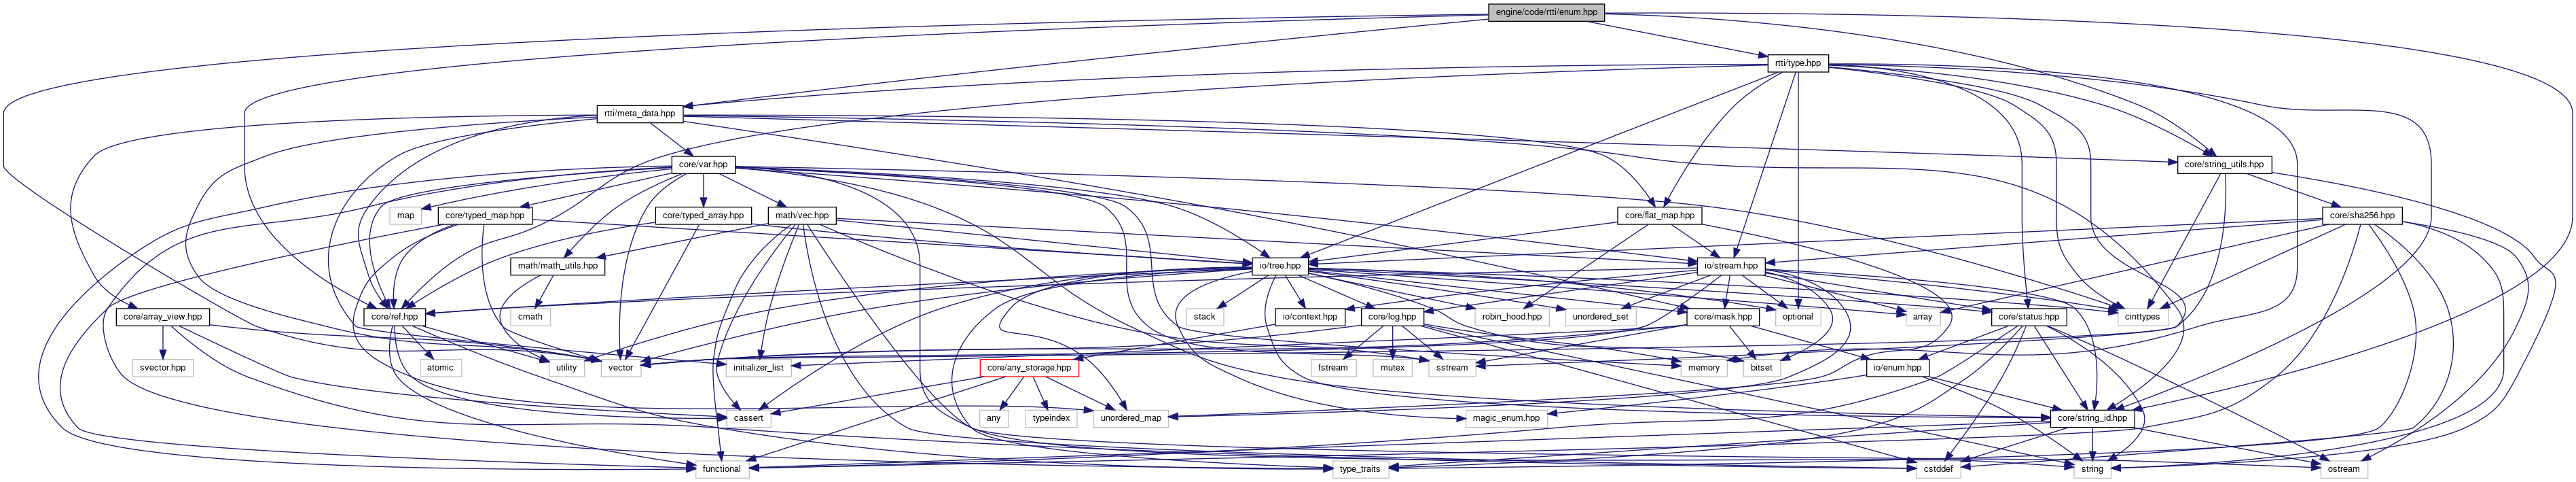 engine/code/rtti/enum.hpp
rtti/type.hpp
rtti/meta_data.hpp
core/var.hpp
core/string_utils.hpp
map
core/typed_map.hpp
core/typed_array.hpp
math/vec.hpp
core/flat_map.hpp
core/sha256.hpp
math/math_utils.hpp
io/tree.hpp
io/stream.hpp
core/array_view.hpp
core/ref.hpp
cmath
stack
io/context.hpp
core/log.hpp
robin_hood.hpp
unordered_set
core/mask.hpp
optional
array
core/status.hpp
cinttypes
svector.hpp
atomic
utility
vector
initializer_list
core/any_storage.hpp
fstream
mutex
sstream
memory
bitset
io/enum.hpp
cassert
any
typeindex
unordered_map
magic_enum.hpp
core/string_id.hpp
functional
type_traits
cstddef
string
ostream